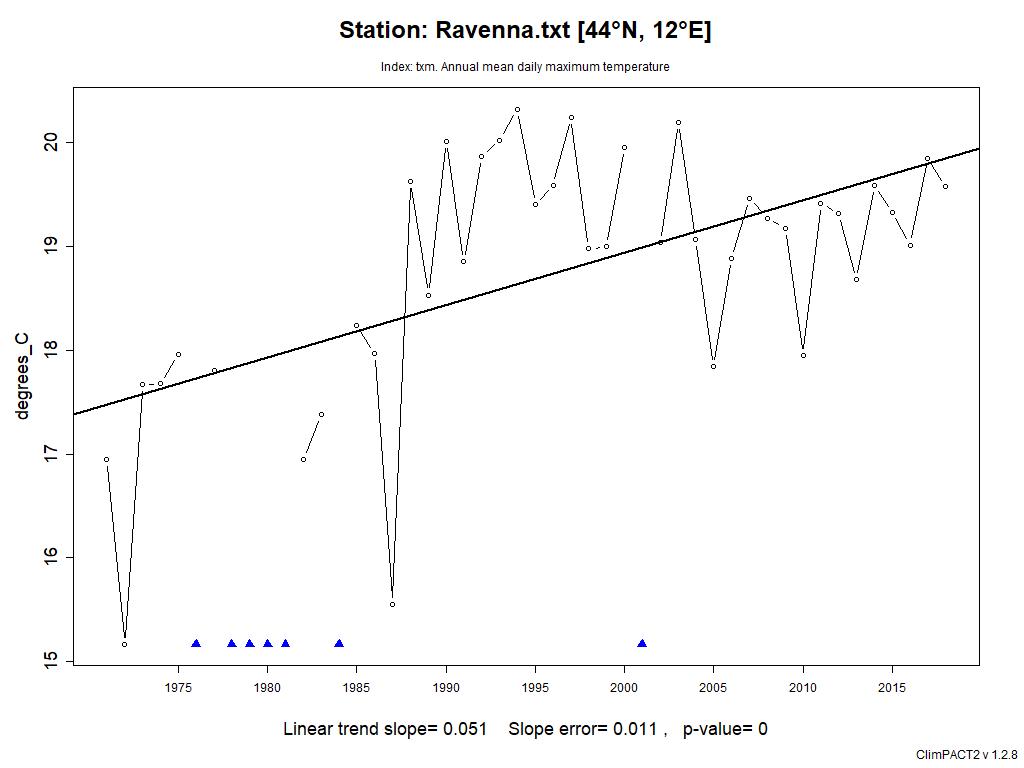 Station: Ravenna.txt [44°N, 12°E]
Index: txm. Annual mean daily maximum temperature
20
19
18
17
16
15
degrees_C
1975 1980 1985 1990 1995 2000 2005 2010 2015
Linear trend slope= 0.051 Slope error= 0.011 , p-value= 0
ClimPACT2 v 1.2.8